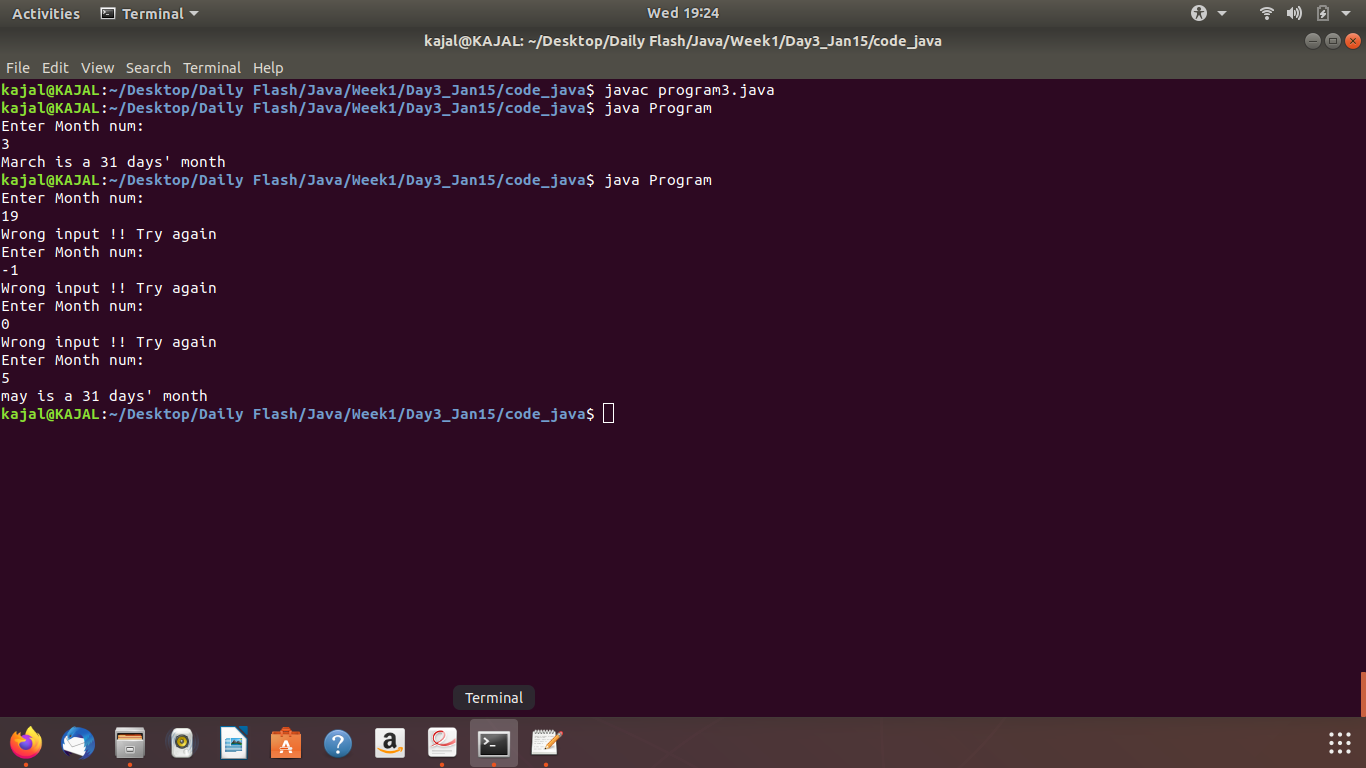 Activities Terminal Wed 19:24
kajal@KAJAL: ~/Desktop/Daily Flash/Java/Week1/Day3_Jan15/code_java
File Edit View Search Terminal Help
kajal@KAJAL:~/Desktop/Daily Flash/Java/Week1/Day3_Jan15/code_java$ javac program3.java
kajal@KAJAL:~/Desktop/Daily Flash/Java/Week1/Day3_Jan15/code_java$ java Program
Enter Month num:
3
March is a 31 days' month
kajal@KAJAL:~/Desktop/Daily Flash/Java/Week1/Day3_Jan15/code_java$ java Program
Enter Month num:
19
Wrong input !! Try again
Enter Month num:
-1
Wrong input !! Try again
Enter Month num:
0
Wrong input !! Try again
Enter Month num:
5
may is a 31 days' month
kajal@KAJAL:~/Desktop/Daily Flash/Java/Week1/Day3_Jan15/code_java$
Terminal